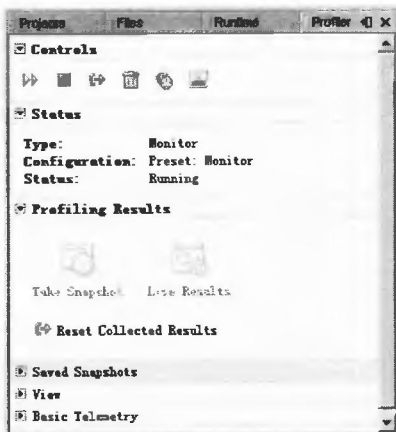 Projects Files Runtime Profiler
Controls
Status
Type: Monitor
Configuration: Preset: Monitor
Status: Running
Profiling Results
Take Snapshot Live Results
Reset Collected Results
Saved Snapshots
View
Basic Telemetry